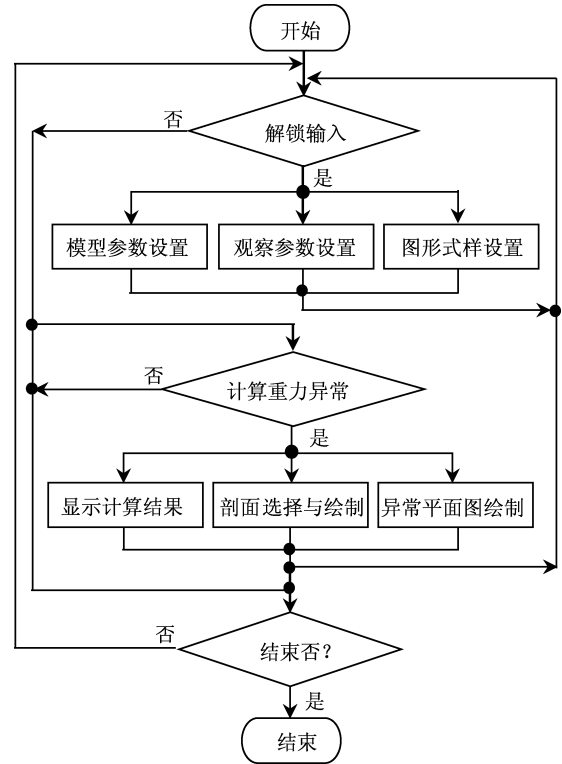 开始
否
解锁输入
是
模型参数设置
观察参数设置
图形式样设置
否
计算重力异常
是
显示计算结果
剖面选择与绘制
异常平面图绘制
否
结束否?
是
结束